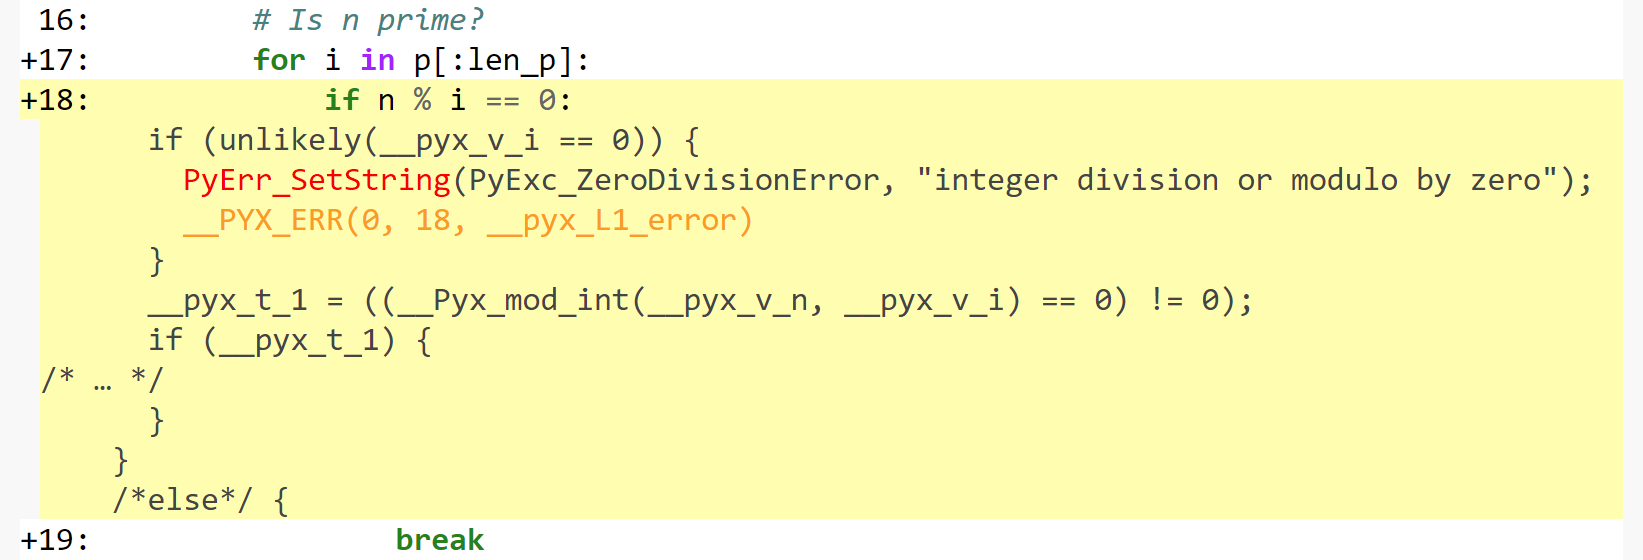 16:         # Is n prime?
+17:         for i in p[:len_p]:
+18:             if n % i == 0:
      if (unlikely(__pyx_v_i == 0)) {
        PyErr_SetString(PyExc_ZeroDivisionError, "integer division or modulo by zero");
        __PYX_ERR(0, 18, __pyx_L1_error)
      }
      __pyx_t_1 = ((__Pyx_mod_int(__pyx_v_n, __pyx_v_i) == 0) != 0);
      if (__pyx_t_1) {
/* … */
      }
    }
    /*else*/ {
+19:                 break